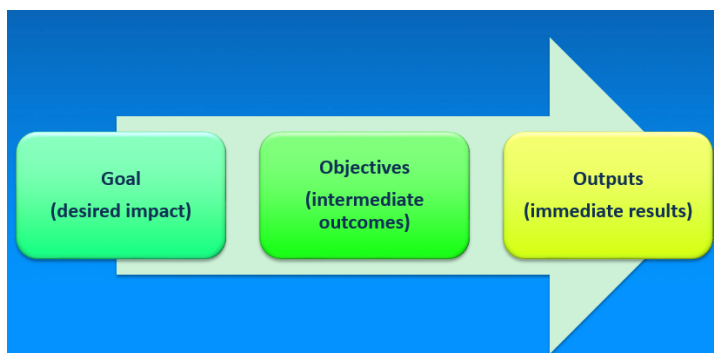 Goal
(desired impact)
Objectives
(intermediate
outcomes)
Outputs
(immediate results)